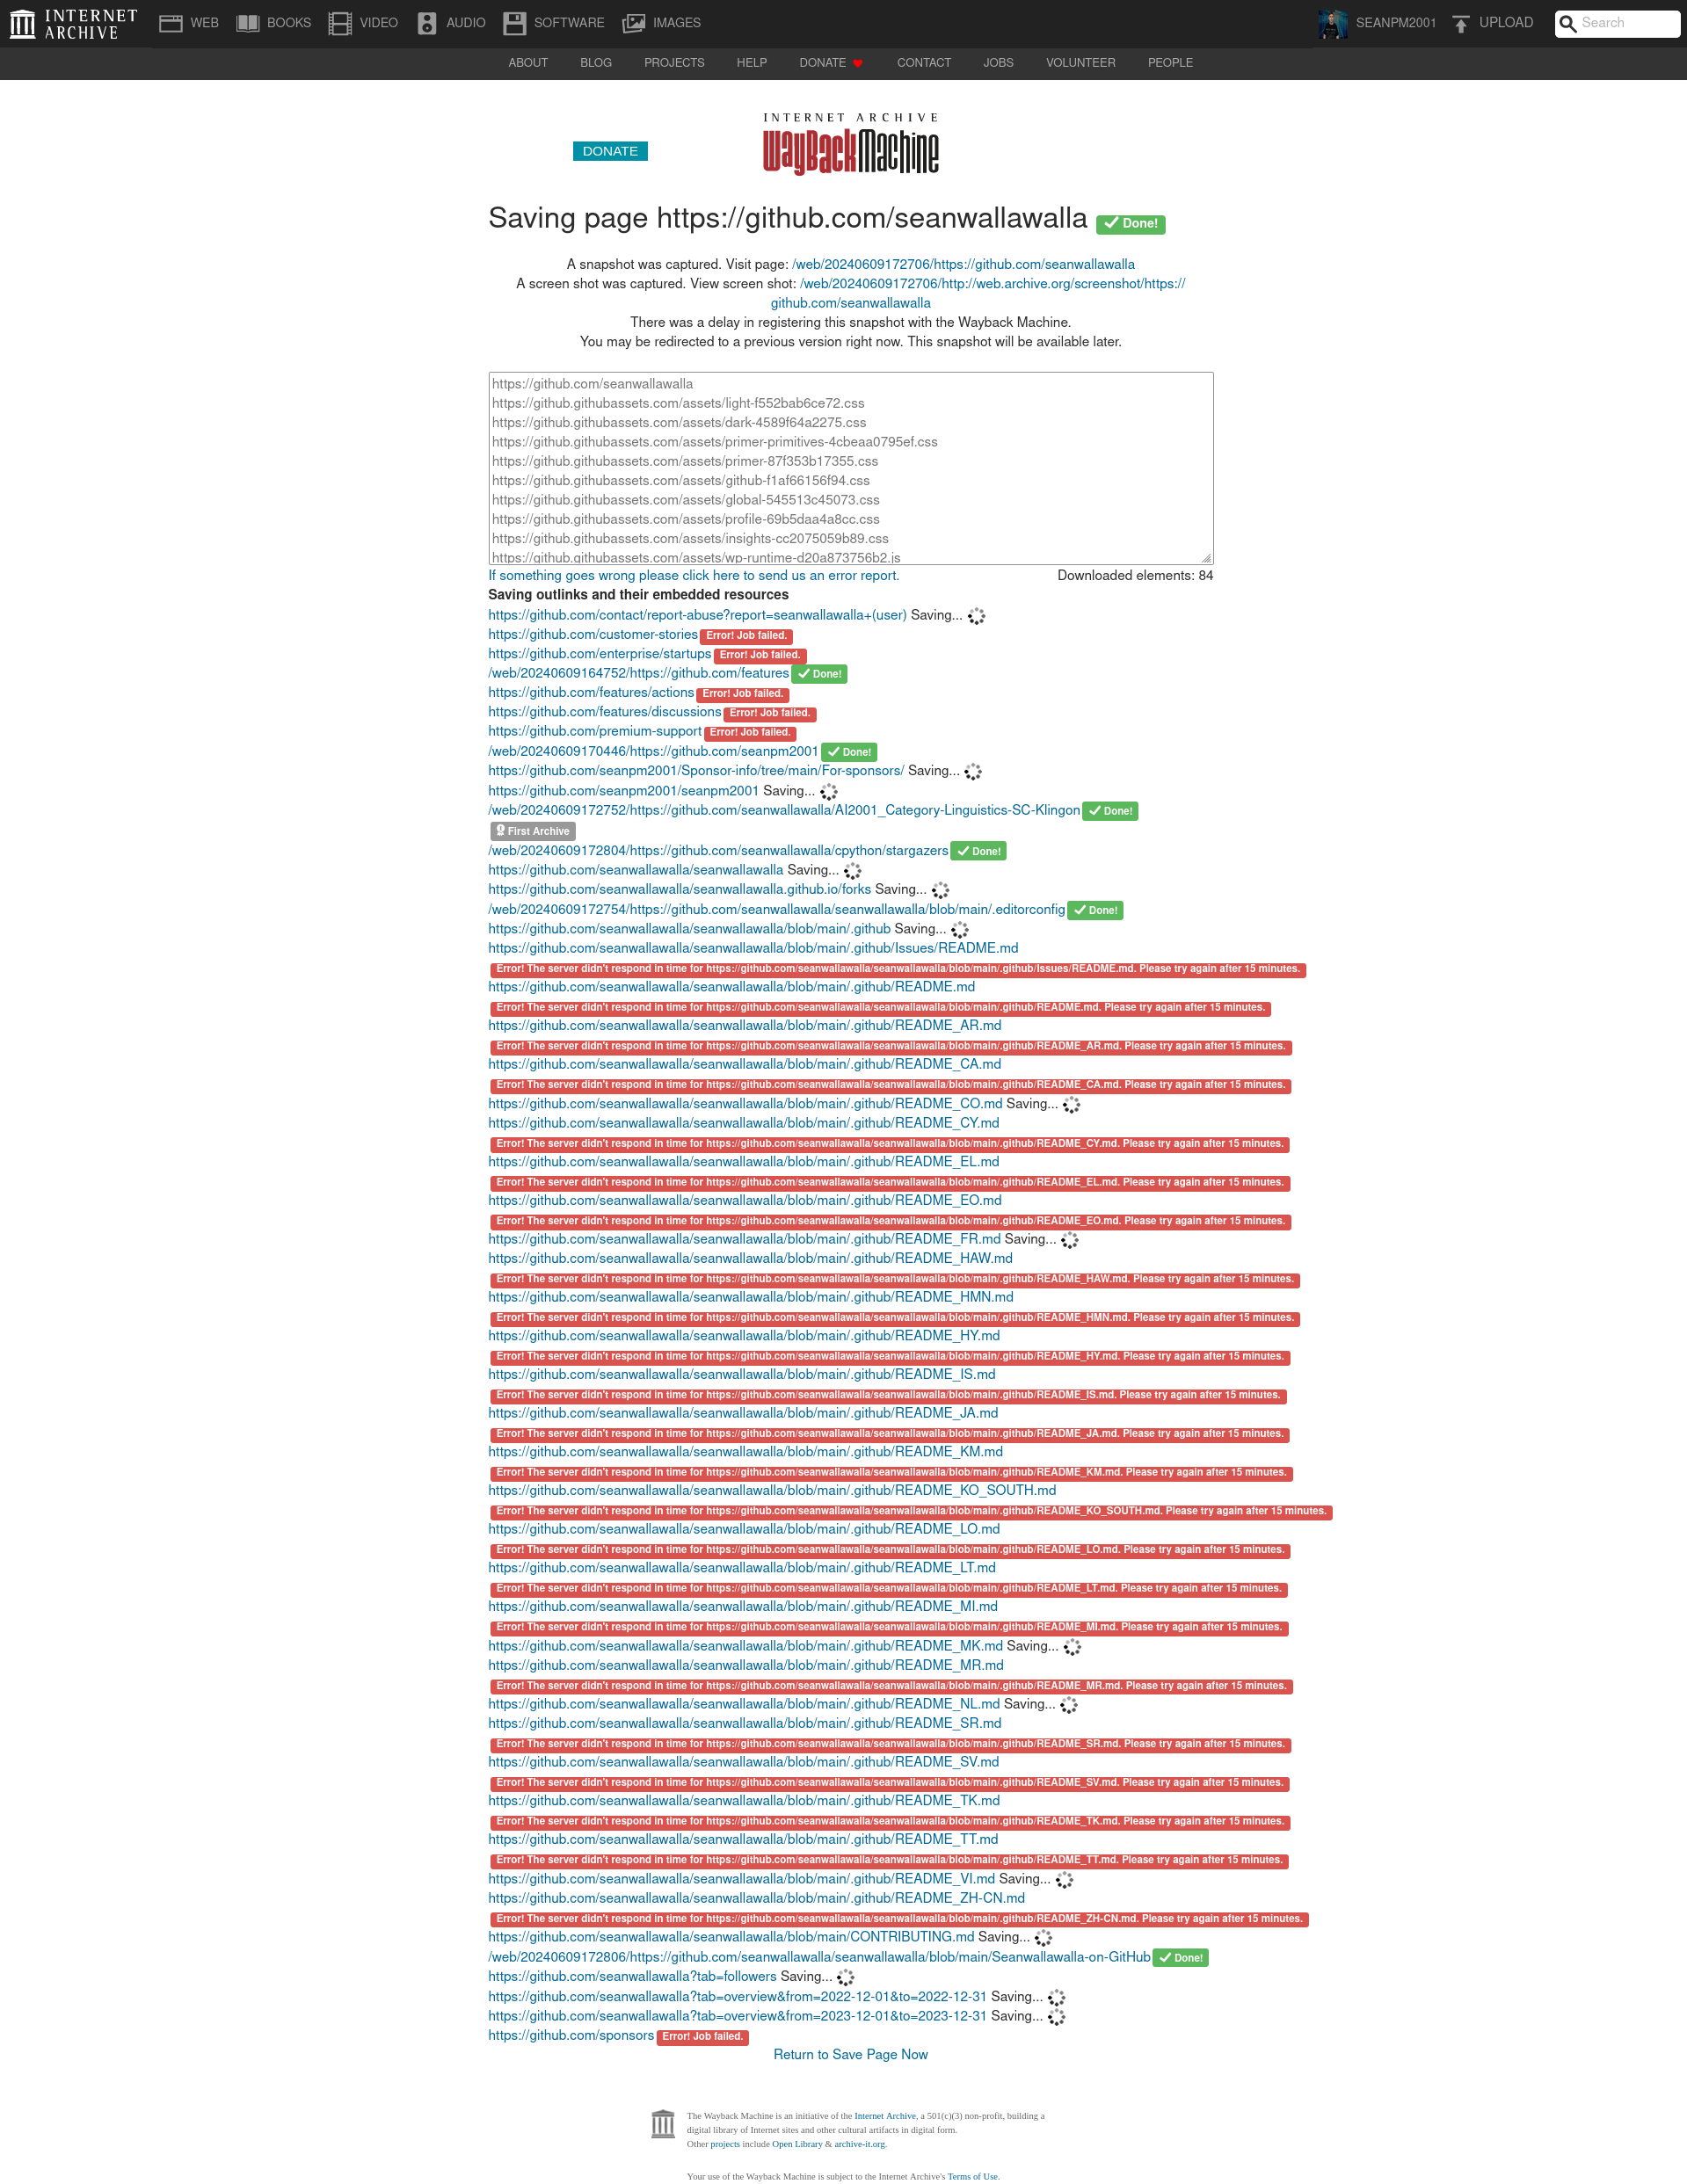 INTERNET ARCHIVE
WEB BOOKS VIDEO AUDIO SOFTWARE IMAGES SEANPM2001 UPLOAD Search
ABOUT BLOG PROJECTS HELP DONATE CONTACT JOBS VOLUNTEER PEOPLE
INTERNET ARCHIVE
DONATE
WayBackMachine
Saving page https://github.com/seanwallawalla Done!
A snapshot was captured. Visit page: /web/20240609172706/https://github.com/seanwallawalla
A screen shot was captured. View screen shot: /web/20240609172706/http://web.archive.org/screenshot/https://
github.com/seanwallawalla
There was a delay in registering this snapshot with the Wayback Machine.
You may be redirected to a previous version right now. This snapshot will be available later.
https://github.com/seanwallawalla
https://github.githubassets.com/assets/light-f552bab6ce72.css
https://github.githubassets.com/assets/dark-4589f64a2275.css
https://github.githubassets.com/assets/primer-primitives-4cbeaa0795ef.css
https://github.githubassets.com/assets/primer-87f353b17355.css
https://github.githubassets.com/assets/github-f1af66156f94.css
https://github.githubassets.com/assets/global-545513c45073.css
https://github.githubassets.com/assets/profile-69b5daa4a8cc.css
https://github.githubassets.com/assets/insights-cc2075059b89.css
https://github.githubassets.com/assets/wp-runtime-d20a873756b2.js
If something goes wrong please click here to send us an error report. Downloaded elements: 84
Saving outlinks and their embedded resources
https://github.com/contact/report-abuse?report=seanwallawalla+(user) Saving...
https://github.com/customer-stories Error! Job failed.
https://github.com/enterprise/startups Error! Job failed.
/web/20240609164752/https://github.com/features Done!
https://github.com/features/actions Error! Job failed.
https://github.com/features/discussions Error! Job failed.
https://github.com/premium-support Error! Job failed.
/web/20240609170446/https://github.com/seanpm2001 Done!
https://github.com/seanpm2001/Sponsor-info/tree/main/For-sponsors/ Saving...
https://github.com/seanpm2001/seanpm2001 Saving...
/web/20240609172752/https://github.com/seanwallawalla/AI2001_Category-Linguistics-SC-Klingon Done!
First Archive
/web/20240609172804/https://github.com/seanwallawalla/cpython/stargazers Done!
https://github.com/seanwallawalla/seanwallawalla Saving...
https://github.com/seanwallawalla/seanwallawalla.github.io/forks Saving...
/web/20240609172754/https://github.com/seanwallawalla/seanwallawalla/blob/main/.editorconfig Done!
https://github.com/seanwallawalla/seanwallawalla/blob/main/.github Saving...
https://github.com/seanwallawalla/seanwallawalla/blob/main/.github/Issues/README.md
Error! The server didn't respond in time for https://github.com/seanwallawalla/seanwallawalla/blob/main/.github/Issues/README.md. Please try again after 15 minutes.
https://github.com/seanwallawalla/seanwallawalla/blob/main/.github/README.md
Error! The server didn't respond in time for https://github.com/seanwallawalla/seanwallawalla/blob/main/.github/README.md. Please try again after 15 minutes.
https://github.com/seanwallawalla/seanwallawalla/blob/main/.github/README_AR.md
Error! The server didn't respond in time for https://github.com/seanwallawalla/seanwallawalla/blob/main/.github/README_AR.md. Please try again after 15 minutes.
https://github.com/seanwallawalla/seanwallawalla/blob/main/.github/README_CA.md
Error! The server didn't respond in time for https://github.com/seanwallawalla/seanwallawalla/blob/main/.github/README_CA.md. Please try again after 15 minutes.
https://github.com/seanwallawalla/seanwallawalla/blob/main/.github/README_CO.md Saving...
https://github.com/seanwallawalla/seanwallawalla/blob/main/.github/README_CY.md
Error! The server didn't respond in time for https://github.com/seanwallawalla/seanwallawalla/blob/main/.github/README_CY.md. Please try again after 15 minutes.
https://github.com/seanwallawalla/seanwallawalla/blob/main/.github/README_EL.md
Error! The server didn't respond in time for https://github.com/seanwallawalla/seanwallawalla/blob/main/.github/README_EL.md. Please try again after 15 minutes.
https://github.com/seanwallawalla/seanwallawalla/blob/main/.github/README_EO.md
Error! The server didn't respond in time for https://github.com/seanwallawalla/seanwallawalla/blob/main/.github/README_EO.md. Please try again after 15 minutes.
https://github.com/seanwallawalla/seanwallawalla/blob/main/.github/README_FR.md Saving...
https://github.com/seanwallawalla/seanwallawalla/blob/main/.github/README_HAW.md
Error! The server didn't respond in time for https://github.com/seanwallawalla/seanwallawalla/blob/main/.github/README_HAW.md. Please try again after 15 minutes.
https://github.com/seanwallawalla/seanwallawalla/blob/main/.github/README_HMN.md
Error! The server didn't respond in time for https://github.com/seanwallawalla/seanwallawalla/blob/main/.github/README_HMN.md. Please try again after 15 minutes.
https://github.com/seanwallawalla/seanwallawalla/blob/main/.github/README_HY.md
Error! The server didn't respond in time for https://github.com/seanwallawalla/seanwallawalla/blob/main/.github/README_HY.md. Please try again after 15 minutes.
https://github.com/seanwallawalla/seanwallawalla/blob/main/.github/README_IS.md
Error! The server didn't respond in time for https://github.com/seanwallawalla/seanwallawalla/blob/main/.github/README_IS.md. Please try again after 15 minutes.
https://github.com/seanwallawalla/seanwallawalla/blob/main/.github/README_JA.md
Error! The server didn't respond in time for https://github.com/seanwallawalla/seanwallawalla/blob/main/.github/README_JA.md. Please try again after 15 minutes.
https://github.com/seanwallawalla/seanwallawalla/blob/main/.github/README_KM.md
Error! The server didn't respond in time for https://github.com/seanwallawalla/seanwallawalla/blob/main/.github/README_KM.md. Please try again after 15 minutes.
https://github.com/seanwallawalla/seanwallawalla/blob/main/.github/README_KO_SOUTH.md
Error! The server didn't respond in time for https://github.com/seanwallawalla/seanwallawalla/blob/main/.github/README_KO_SOUTH.md. Please try again after 15 minutes.
https://github.com/seanwallawalla/seanwallawalla/blob/main/.github/README_LO.md
Error! The server didn't respond in time for https://github.com/seanwallawalla/seanwallawalla/blob/main/.github/README_LO.md. Please try again after 15 minutes.
https://github.com/seanwallawalla/seanwallawalla/blob/main/.github/README_LT.md
Error! The server didn't respond in time for https://github.com/seanwallawalla/seanwallawalla/blob/main/.github/README_LT.md. Please try again after 15 minutes.
https://github.com/seanwallawalla/seanwallawalla/blob/main/.github/README_MI.md
Error! The server didn't respond in time for https://github.com/seanwallawalla/seanwallawalla/blob/main/.github/README_MI.md. Please try again after 15 minutes.
https://github.com/seanwallawalla/seanwallawalla/blob/main/.github/README_MK.md Saving...
https://github.com/seanwallawalla/seanwallawalla/blob/main/.github/README_MR.md
Error! The server didn't respond in time for https://github.com/seanwallawalla/seanwallawalla/blob/main/.github/README_MR.md. Please try again after 15 minutes.
https://github.com/seanwallawalla/seanwallawalla/blob/main/.github/README_NL.md Saving...
https://github.com/seanwallawalla/seanwallawalla/blob/main/.github/README_SR.md
Error! The server didn't respond in time for https://github.com/seanwallawalla/seanwallawalla/blob/main/.github/README_SR.md. Please try again after 15 minutes.
https://github.com/seanwallawalla/seanwallawalla/blob/main/.github/README_SV.md
Error! The server didn't respond in time for https://github.com/seanwallawalla/seanwallawalla/blob/main/.github/README_SV.md. Please try again after 15 minutes.
https://github.com/seanwallawalla/seanwallawalla/blob/main/.github/README_TK.md
Error! The server didn't respond in time for https://github.com/seanwallawalla/seanwallawalla/blob/main/.github/README_TK.md. Please try again after 15 minutes.
https://github.com/seanwallawalla/seanwallawalla/blob/main/.github/README_TT.md
Error! The server didn't respond in time for https://github.com/seanwallawalla/seanwallawalla/blob/main/.github/README_TT.md. Please try again after 15 minutes.
https://github.com/seanwallawalla/seanwallawalla/blob/main/.github/README_VI.md Saving...
https://github.com/seanwallawalla/seanwallawalla/blob/main/.github/README_ZH-CN.md
Error! The server didn't respond in time for https://github.com/seanwallawalla/seanwallawalla/blob/main/.github/README_ZH-CN.md. Please try again after 15 minutes.
https://github.com/seanwallawalla/seanwallawalla/blob/main/CONTRIBUTING.md Saving...
/web/20240609172806/https://github.com/seanwallawalla/seanwallawalla/blob/main/Seanwallawalla-on-GitHub Done!
https://github.com/seanwallawalla?tab=followers Saving...
https://github.com/seanwallawalla?tab=overview&from=2022-12-01&to=2022-12-31 Saving...
https://github.com/seanwallawalla?tab=overview&from=2023-12-01&to=2023-12-31 Saving...
https://github.com/sponsors Error! Job failed.
Return to Save Page Now
The Wayback Machine is an initiative of the Internet Archive, a 501(c)(3) non-profit, building a
digital library of Internet sites and other cultural artifacts in digital form.
Other projects include Open Library & archive-it.org.
Your use of the Wayback Machine is subject to the Internet Archive's Terms of Use.